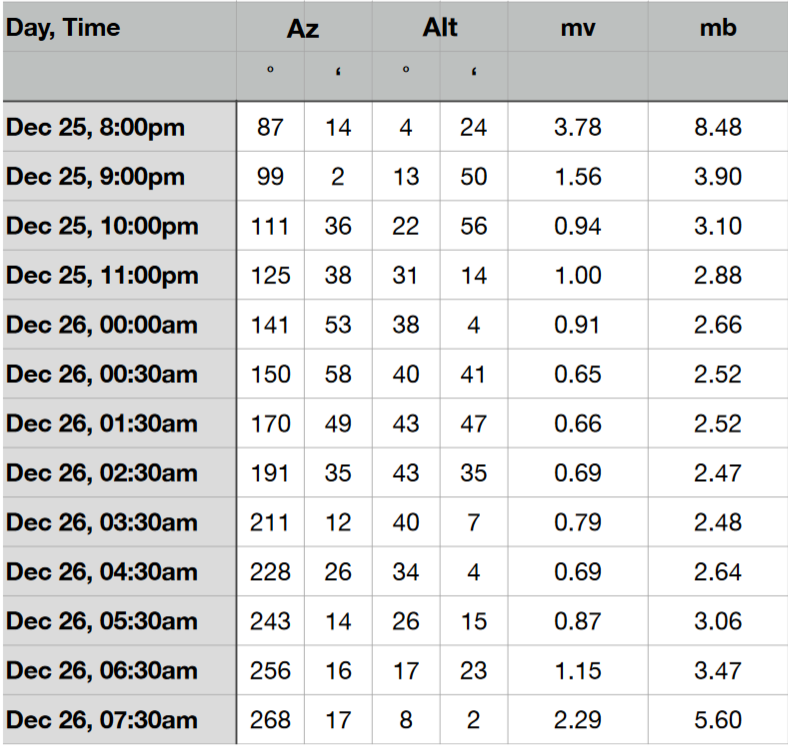 Day, Time Az Alt mv mb
° ‘ ° ‘
Dec 25, 8:00pm 87 14 4 24 3.78 8.48
Dec 25, 9:00pm 99 2 13 50 1.56 3.90
Dec 25, 10:00pm 111 36 22 56 0.94 3.10
Dec 25, 11:00pm 125 38 31 14 1.00 2.88
Dec 26, 00:00am 141 53 38 4 0.91 2.66
Dec 26, 00:30am 150 58 40 41 0.65 2.52
Dec 26, 01:30am 170 49 43 47 0.66 2.52
Dec 26, 02:30am 191 35 43 35 0.69 2.47
Dec 26, 03:30am 211 12 40 7 0.79 2.48
Dec 26, 04:30am 228 26 34 4 0.69 2.64
Dec 26, 05:30am 243 14 26 15 0.87 3.06
Dec 26, 06:30am 256 16 17 23 1.15 3.47
Dec 26, 07:30am 268 17 8 2 2.29 5.60